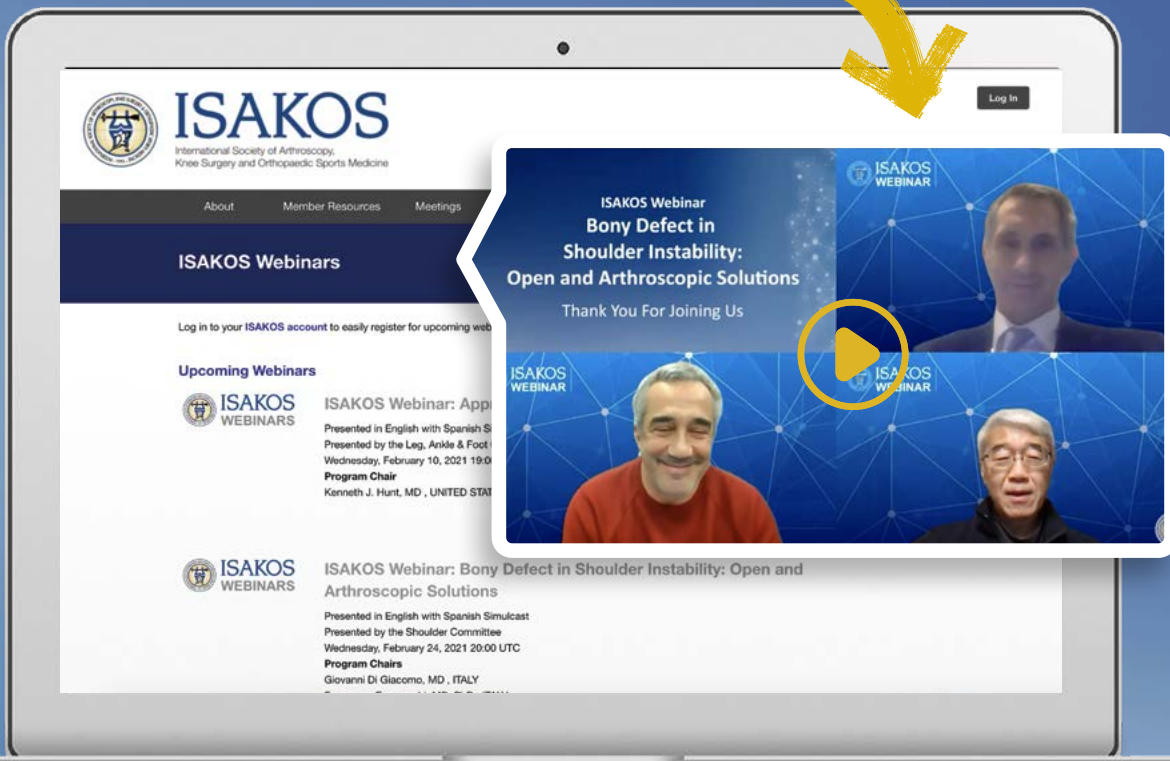 ISAKOS
International Society of Arthroscopy,
Knee Surgery and Orthopaedic Sports Medicine
Log In
About Member Resources Meetings
ISAKOS Webinars
Log in to your ISAKOS account to easily register for upcoming web
Upcoming Webinars
ISAKOS
WEBINARS
ISAKOS Webinar: App
Presented in English with Spanish S
Presented by the Leg, Ankle & Foot
Wednesday, February 10, 2021 19:0
Program Chair
Kenneth J. Hunt, MD , UNITED STAT
ISAKOS
WEBINARS
ISAKOS Webinar: Bony Defect in Shoulder Instability: Open and
Arthroscopic Solutions
Presented in English with Spanish Simulcast
Presented by the Shoulder Committee
Wednesday, February 24, 2021 20:00 UTC
Program Chairs
Giovanni Di Giacomo, MD , ITALY
ISAKOS Webinar
Bony Defect in
Shoulder Instability:
Open and Arthroscopic Solutions
Thank You For Joining Us
ISAKOS
WEBINAR
ISAKOS
WEBINAR
ISAKOS
WEBINAR